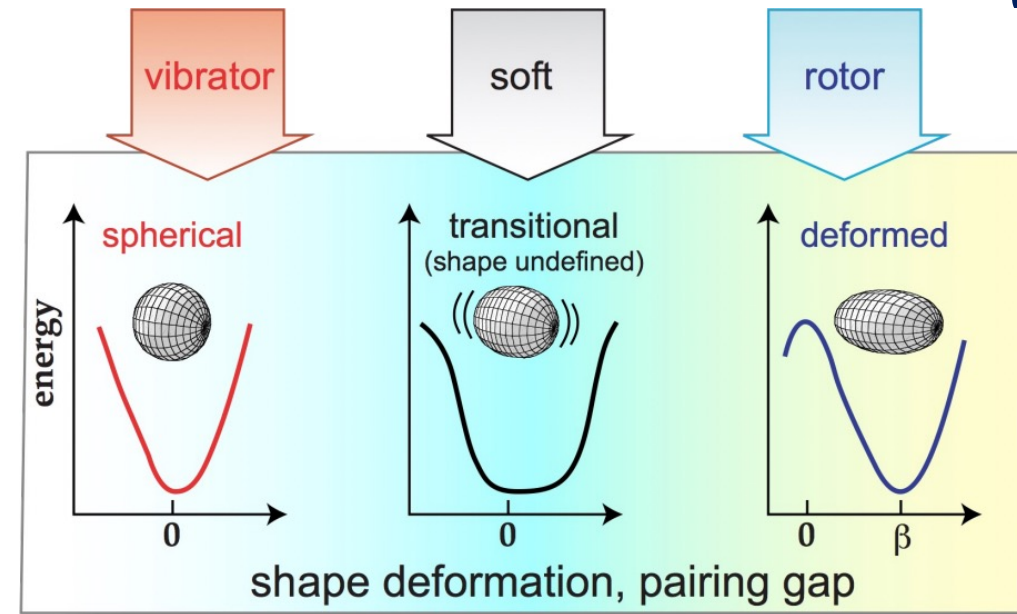 vibrator
soft
rotor
spherical
transitional
(shape undefined)
deformed
energy
0
0
0
β
shape deformation, pairing gap